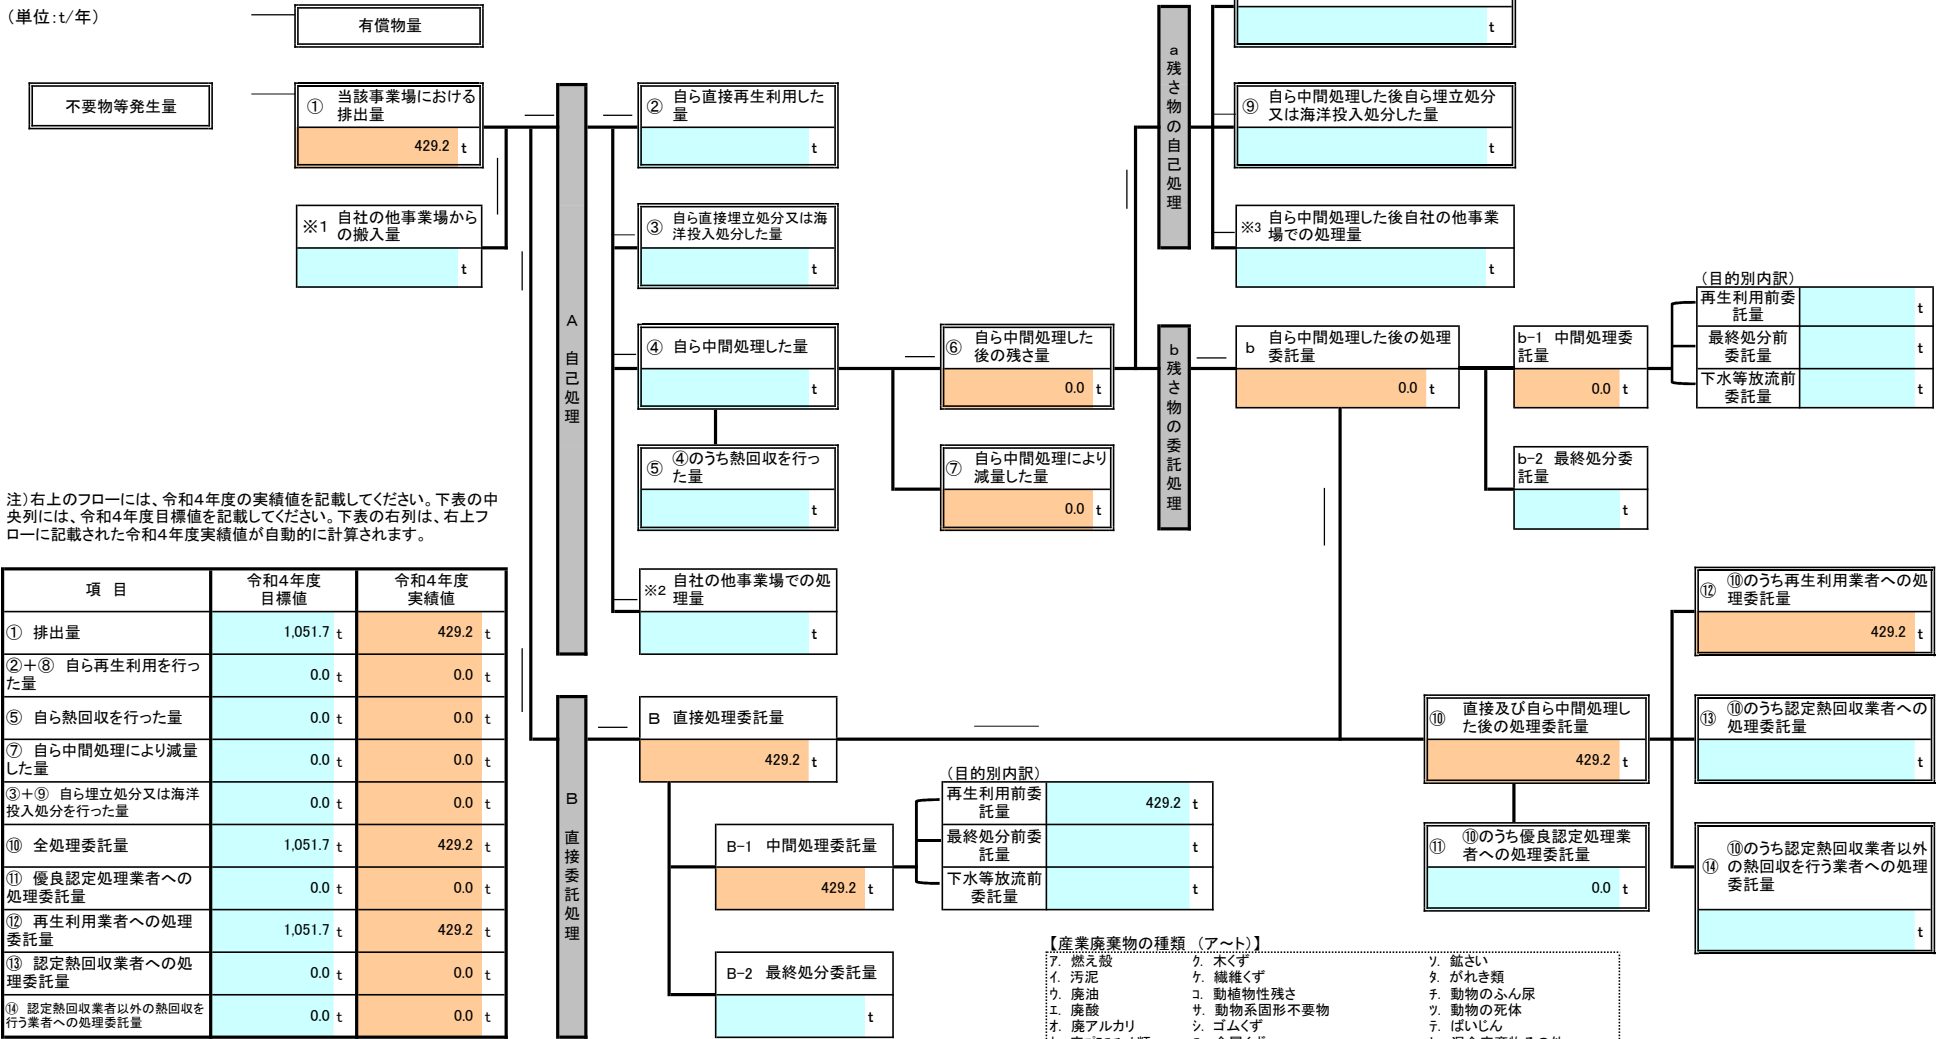 (単位:t/年)
有償物量
t
不要物等発生量
① 当該事業場における
排出量
429.2 t
※1 自社の他事業場から
の搬入量
t
A 自己処理
② 自ら直接再生利用した
量
t
③ 自ら直接埋立処分又は海
洋投入処分した量
t
④ 自ら中間処理した量
t
⑤ ④のうち熱回収を行っ
た量
t
※2 自社の他事業場での処
理量
t
⑥ 自ら中間処理した
後の残さ量
0.0 t
⑦ 自ら中間処理により
減量した量
0.0 t
a残さ物の自己処理
⑨ 自ら中間処理した後自ら埋立処分
又は海洋投入処分した量
t
※3 自ら中間処理した後自社の他事業
場での処理量
t
b残さ物の委託処理
b 自ら中間処理した後の処理
委託量
0.0 t
b-1 中間処理委
託量
0.0 t
b-2 最終処分委
託量
t
(目的別内訳)
再生利用前委
託量
t
最終処分前
委託量
t
下水等放流前
委託量
t
注)右上のフローには、令和4年度の実績値を記載してください。下表の中
央列には、令和4年度目標値を記載してください。下表の右列は、右上フ
ローに記載された令和4年度実績値が自動的に計算されます。
項 目
令和4年度
目標値
令和4年度
実績値
① 排出量 1,051.7 t 429.2 t
②+⑧ 自ら再生利用を行っ
た量 0.0 t 0.0 t
⑤ 自ら熱回収を行った量 0.0 t 0.0 t
⑦ 自ら中間処理により減量
した量 0.0 t 0.0 t
③+⑨ 自ら埋立処分又は海洋
投入処分を行った量 0.0 t 0.0 t
⑩ 全処理委託量 1,051.7 t 429.2 t
⑪ 優良認定処理業者への
処理委託量 0.0 t 0.0 t
⑫ 再生利用業者への処理
委託量 1,051.7 t 429.2 t
⑬ 認定熱回収業者への処
理委託量 0.0 t 0.0 t
⑭ 認定熱回収業者以外の熱回収を
行う業者への処理委託量 0.0 t 0.0 t
B 直接委託処理
B 直接処理委託量
429.2 t
B-1 中間処理委託量
429.2 t
B-2 最終処分委託量
t
(目的別内訳)
再生利用前委
託量
429.2 t
最終処分前委
託量
t
下水等放流前
委託量
t
⑩ 直接及び自ら中間処理し
た後の処理委託量
429.2 t
⑪ ⑩のうち優良認定処理業
者への処理委託量
0.0 t
⑫ ⑩のうち再生利用業者への処
理委託量
429.2 t
⑬ ⑩のうち認定熱回収業者への
処理委託量
t
⑭ ⑩のうち認定熱回収業者以外
の熱回収を行う業者への処理
委託量
t
【産業廃棄物の種類 (ア~ト)】
ア. 燃え殻 ク. 木くず ソ. 鉱さい
イ. 汚泥 ケ. 繊維くず タ. がれき類
ウ. 廃油 コ. 動植物性残さ チ. 動物のふん尿
エ. 廃酸 サ. 動物系固形不要物 ツ. 動物の死体
オ. 廃アルカリ シ. ゴムくず テ. ばいじん